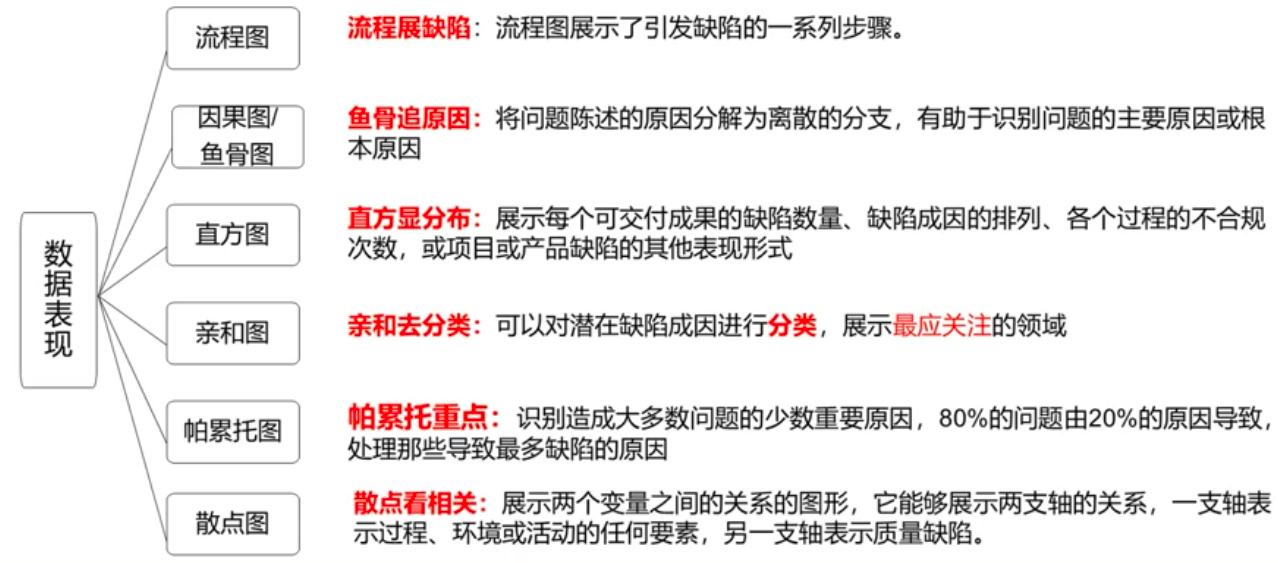 数据表现
流程图
流程展缺陷：流程图展示了引发缺陷的一系列步骤。
因果图/
鱼骨图
鱼骨追原因：将问题陈述的原因分解为离散的分支，有助于识别问题的主要原因或根
本原因
直方图
直方显分布：展示每个可交付成果的缺陷数量、缺陷成因的排列、各个过程的不合规
次数，或项目或产品缺陷的其他表现形式
亲和图
亲和去分类：可以对潜在缺陷成因进行分类，展示最应关注的领域
帕累托图
帕累托重点：识别造成大多数问题的少数重要原因，80%的问题由20%的原因导致，
处理那些导致最多缺陷的原因
散点图
散点看相关：展示两个变量之间的关系的图形，它能够展示两支轴的关系，一支轴表
示过程、环境或活动的任何要素，另一支轴表示质量缺陷。